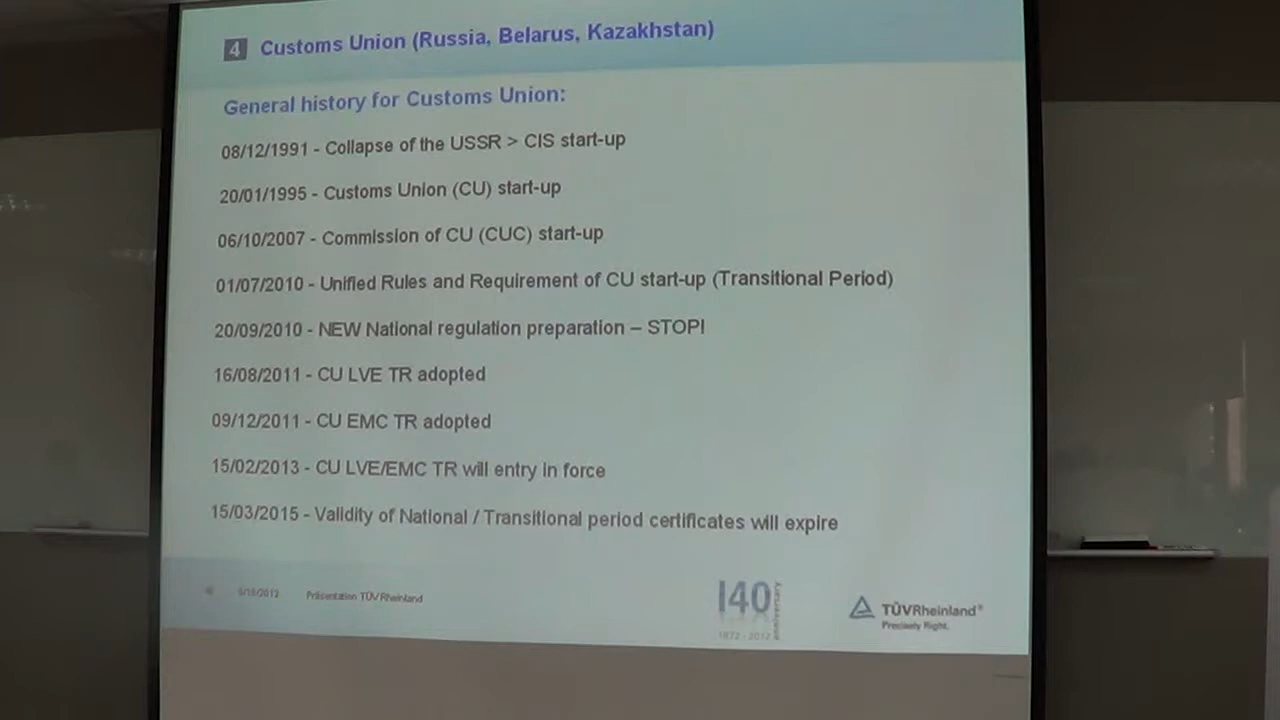 4 Customs Union (Russia, Belarus, Kazakhstan)
General history for Customs Union:
08/12/1991 - Collapse of the USSR > CIS start-up
20/01/1995 - Customs Union (CU) start-up
06/10/2007 - Commission of CU (CUC) start-up
01/07/2010 - Unified Rules and Requirement of CU start-up (Transitional Period)
20/09/2010 - NEW National regulation preparation – STOP!
16/08/2011 - CU LVE TR adopted
09/12/2011 - CU EMC TR adopted
15/02/2013 - CU LVE/EMC TR will entry in force
15/03/2015 - Validity of National / Transitional period certificates will expire
Präsentation TÜV Rheinland
140
anniversary
1872 - 2012
TÜVRheinland®
Precisely Right.